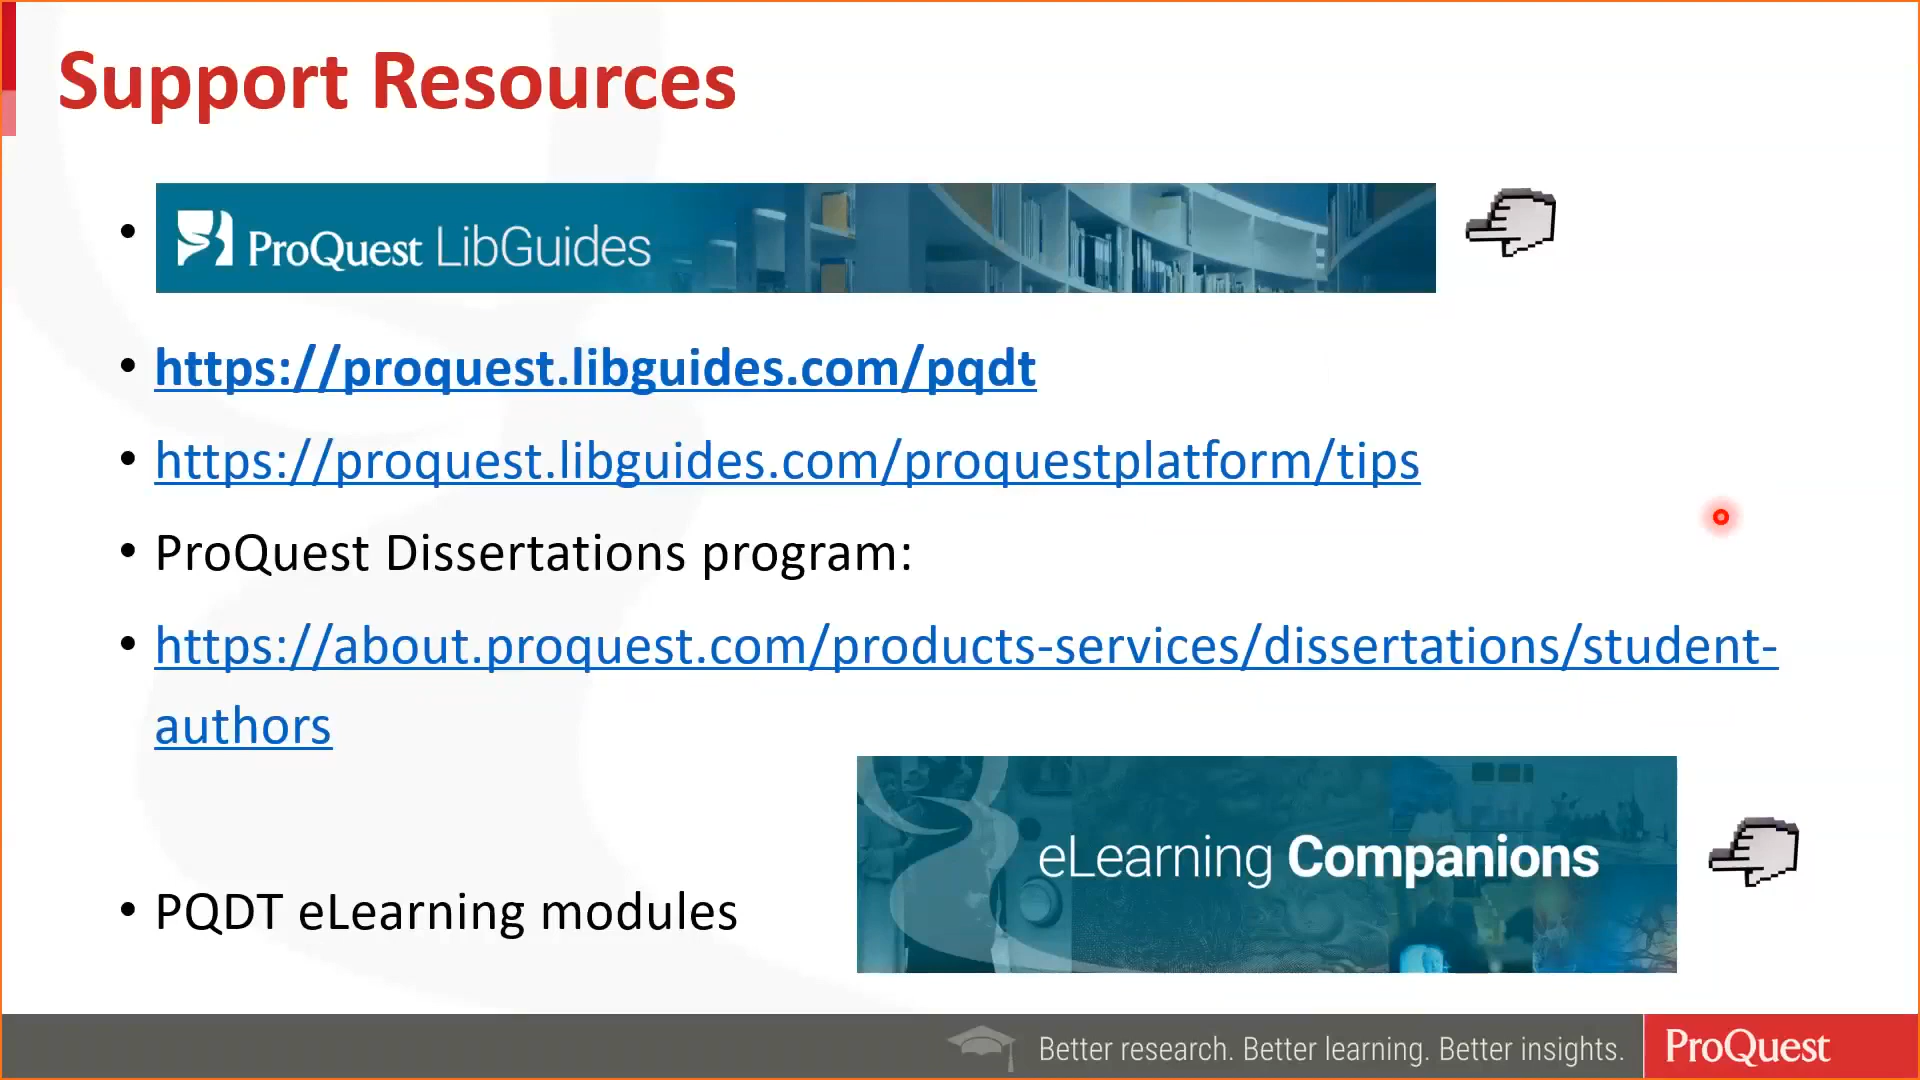 Support Resources
• ProQuest LibGuides
• https://proquest.libguides.com/pqdt
• https://proquest.libguides.com/proquestplatform/tips
• ProQuest Dissertations program:
• https://about.proquest.com/products-services/dissertations/student-
authors
eLearning Companions
• PQDT eLearning modules
Better research. Better learning. Better insights.
ProQuest